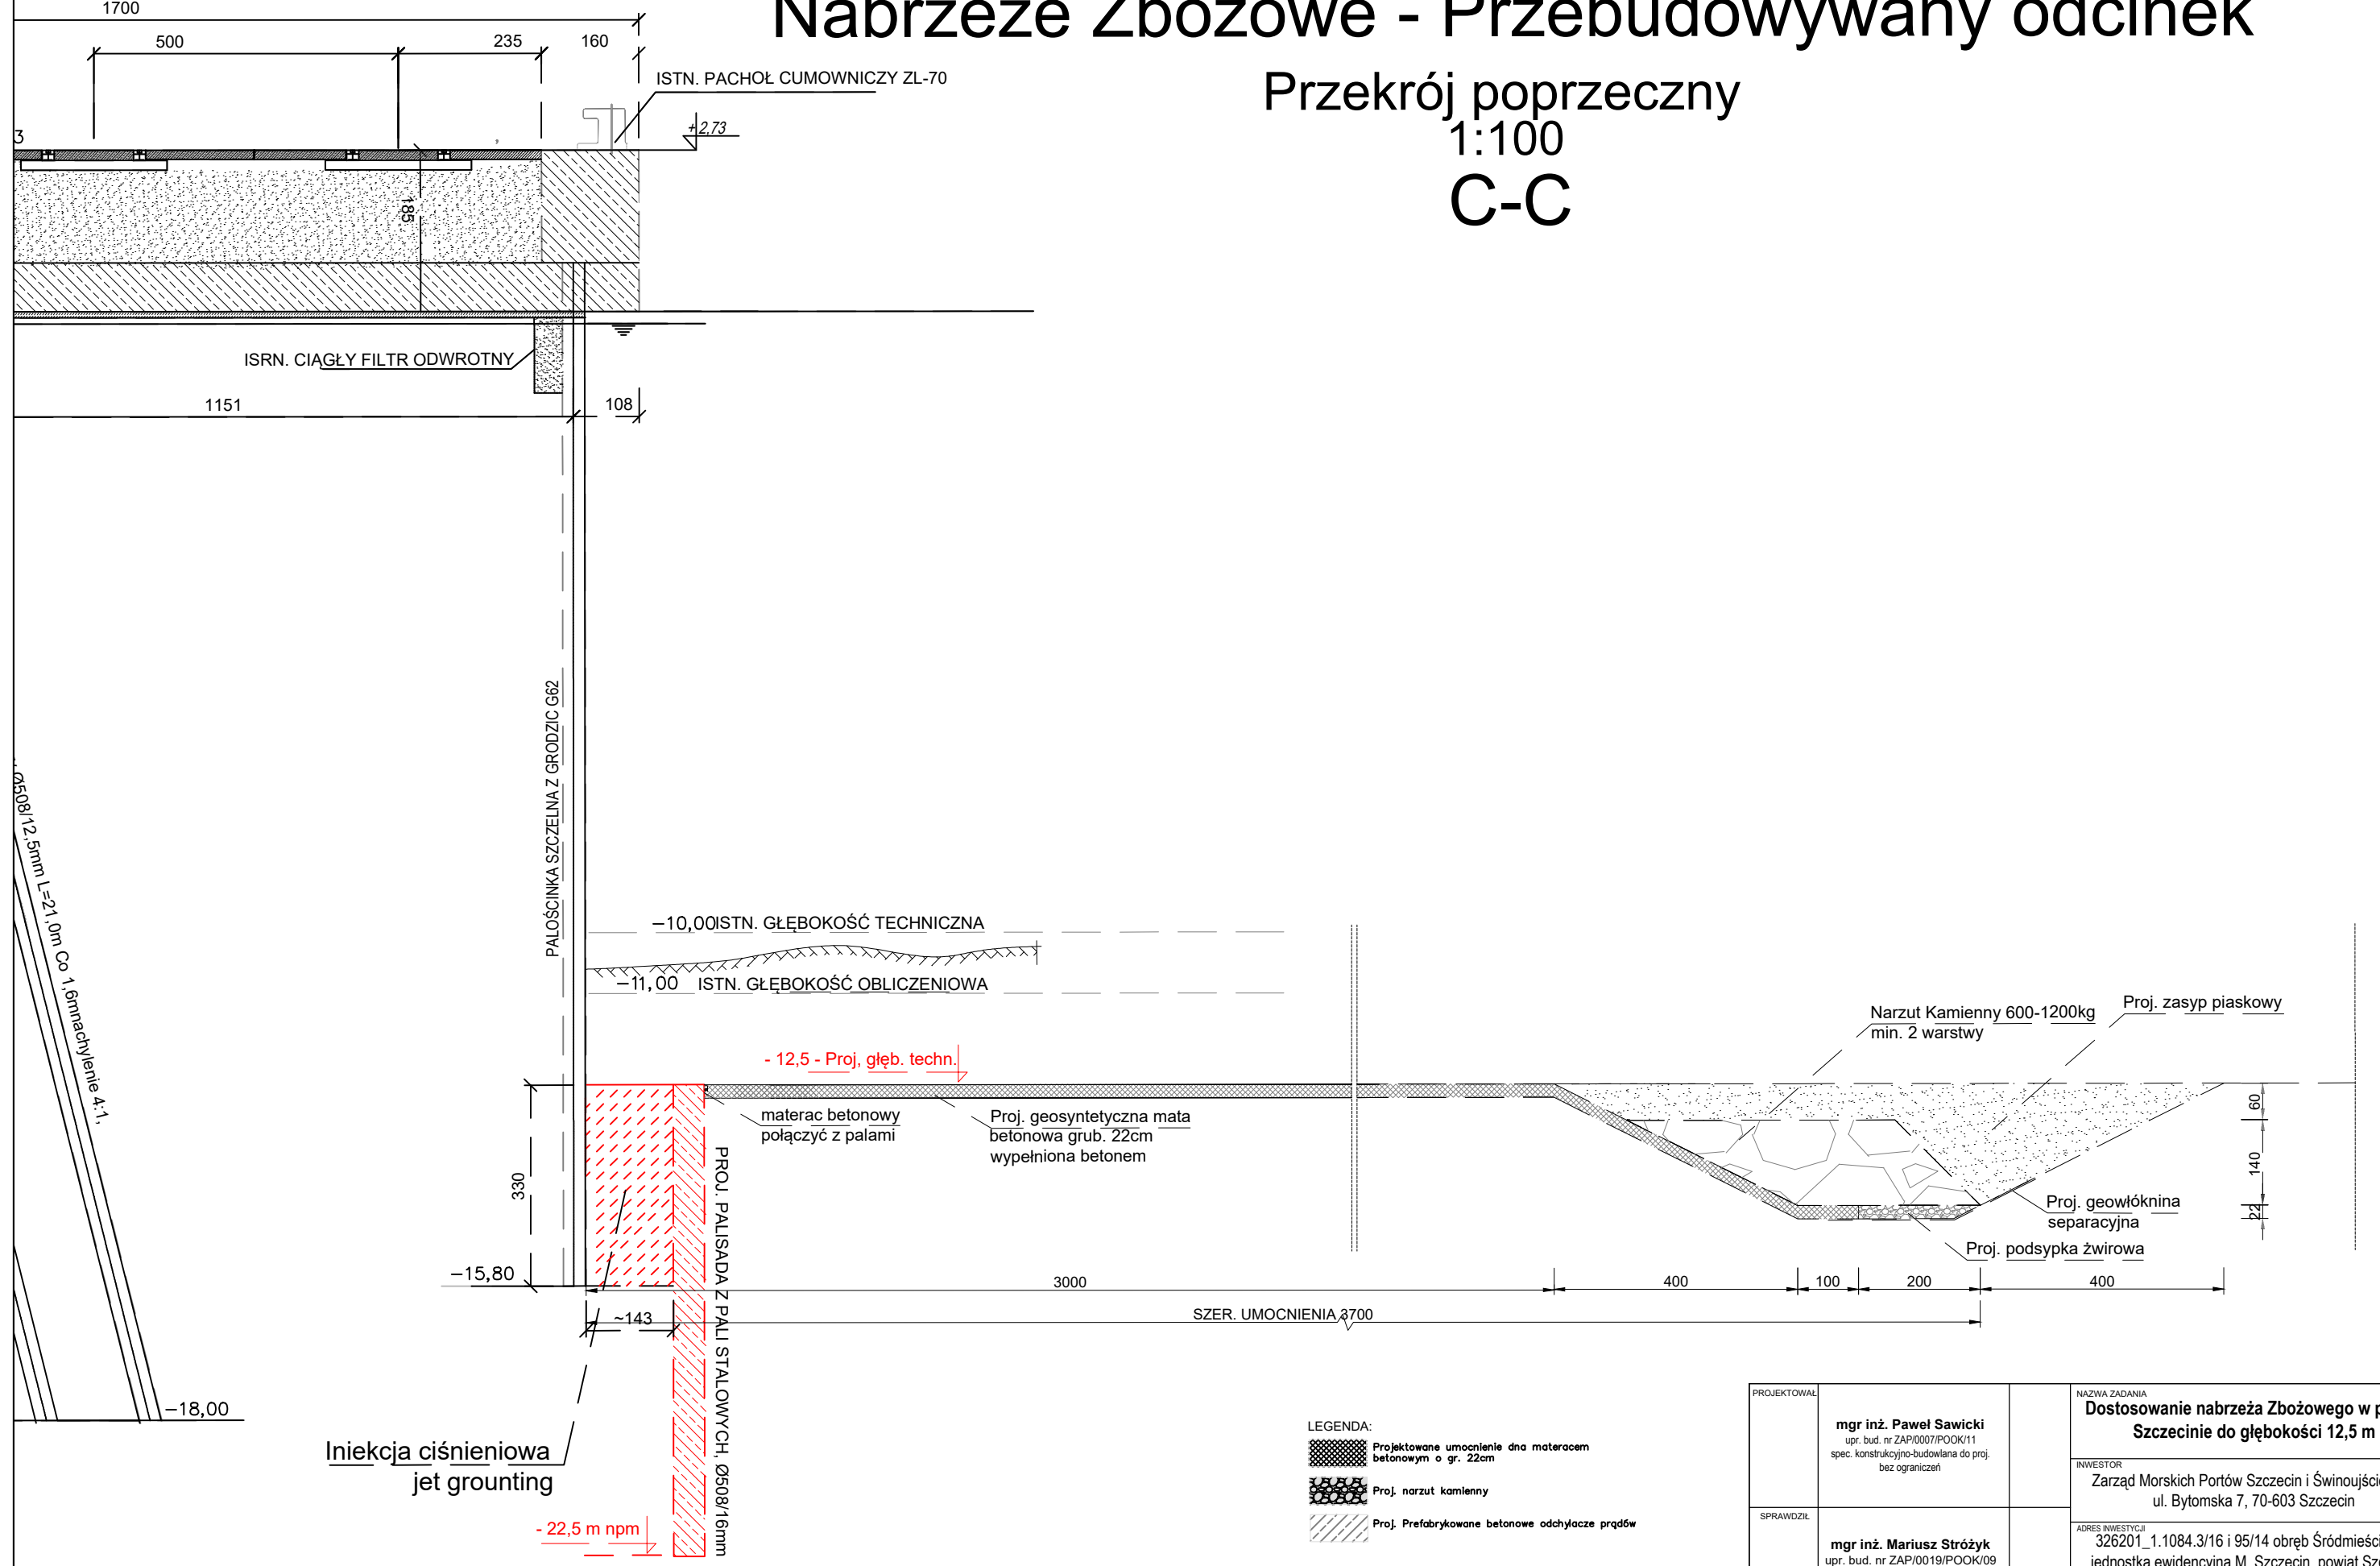 Nabrzeże Zbożowe - Przebudowywany odcinek
Przekrój poprzeczny
1:100
C-C
1700
500
235
160
ISTN. PACHOŁ CUMOWNICZY ZL-70
+2,73
3
185
ISRN. CIAGŁY FILTR ODWROTNY
1151
108
PALOŚCINKA SZCZELNA Z GRODZIC G62
Ø508/12,5mm L=21,0m Co 1,6mnachylenie 4:1,
−10,00ISTN. GŁĘBOKOŚĆ TECHNICZNA
−11,00 ISTN. GŁĘBOKOŚĆ OBLICZENIOWA
- 12,5 - Proj, głęb. techn.
Narzut Kamienny 600-1200kg
min. 2 warstwy
Proj. zasyp piaskowy
materac betonowy
połączyć z palami
Proj. geosyntetyczna mata
betonowa grub. 22cm
wypełniona betonem
60
140
22
Proj. geowłóknina
separacyjna
Proj. podsypka żwirowa
330
−15,80
3000
400
100
200
400
~143
SZER. UMOCNIENIA 3700
PROJ. PALISADA Z PALI STALOWYCH, Ø508/16mm
−18,00
Iniekcja ciśnieniowa
jet grounting
- 22,5 m npm
LEGENDA:
Projektowane umocnienie dna materacem
betonowym o gr. 22cm
Proj. narzut kamienny
Proj. Prefabrykowane betonowe odchylacze prądów
PROJEKTOWAŁ
mgr inż. Paweł Sawicki
upr. bud. nr ZAP/0007/POOK/11
spec. konstrukcyjno-budowlana do proj.
bez ograniczeń
SPRAWDZIŁ
mgr inż. Mariusz Stróżyk
upr. bud. nr ZAP/0019/POOK/09
NAZWA ZADANIA
Dostosowanie nabrzeża Zbożowego w p
Szczecinie do głębokości 12,5 m
INWESTOR
Zarząd Morskich Portów Szczecin i Świnoujści
ul. Bytomska 7, 70-603 Szczecin
ADRES INWESTYCJI
326201_1.1084.3/16 i 95/14 obręb Śródmieści
jednostka ewidencyjna M. Szczecin, powiat Sz